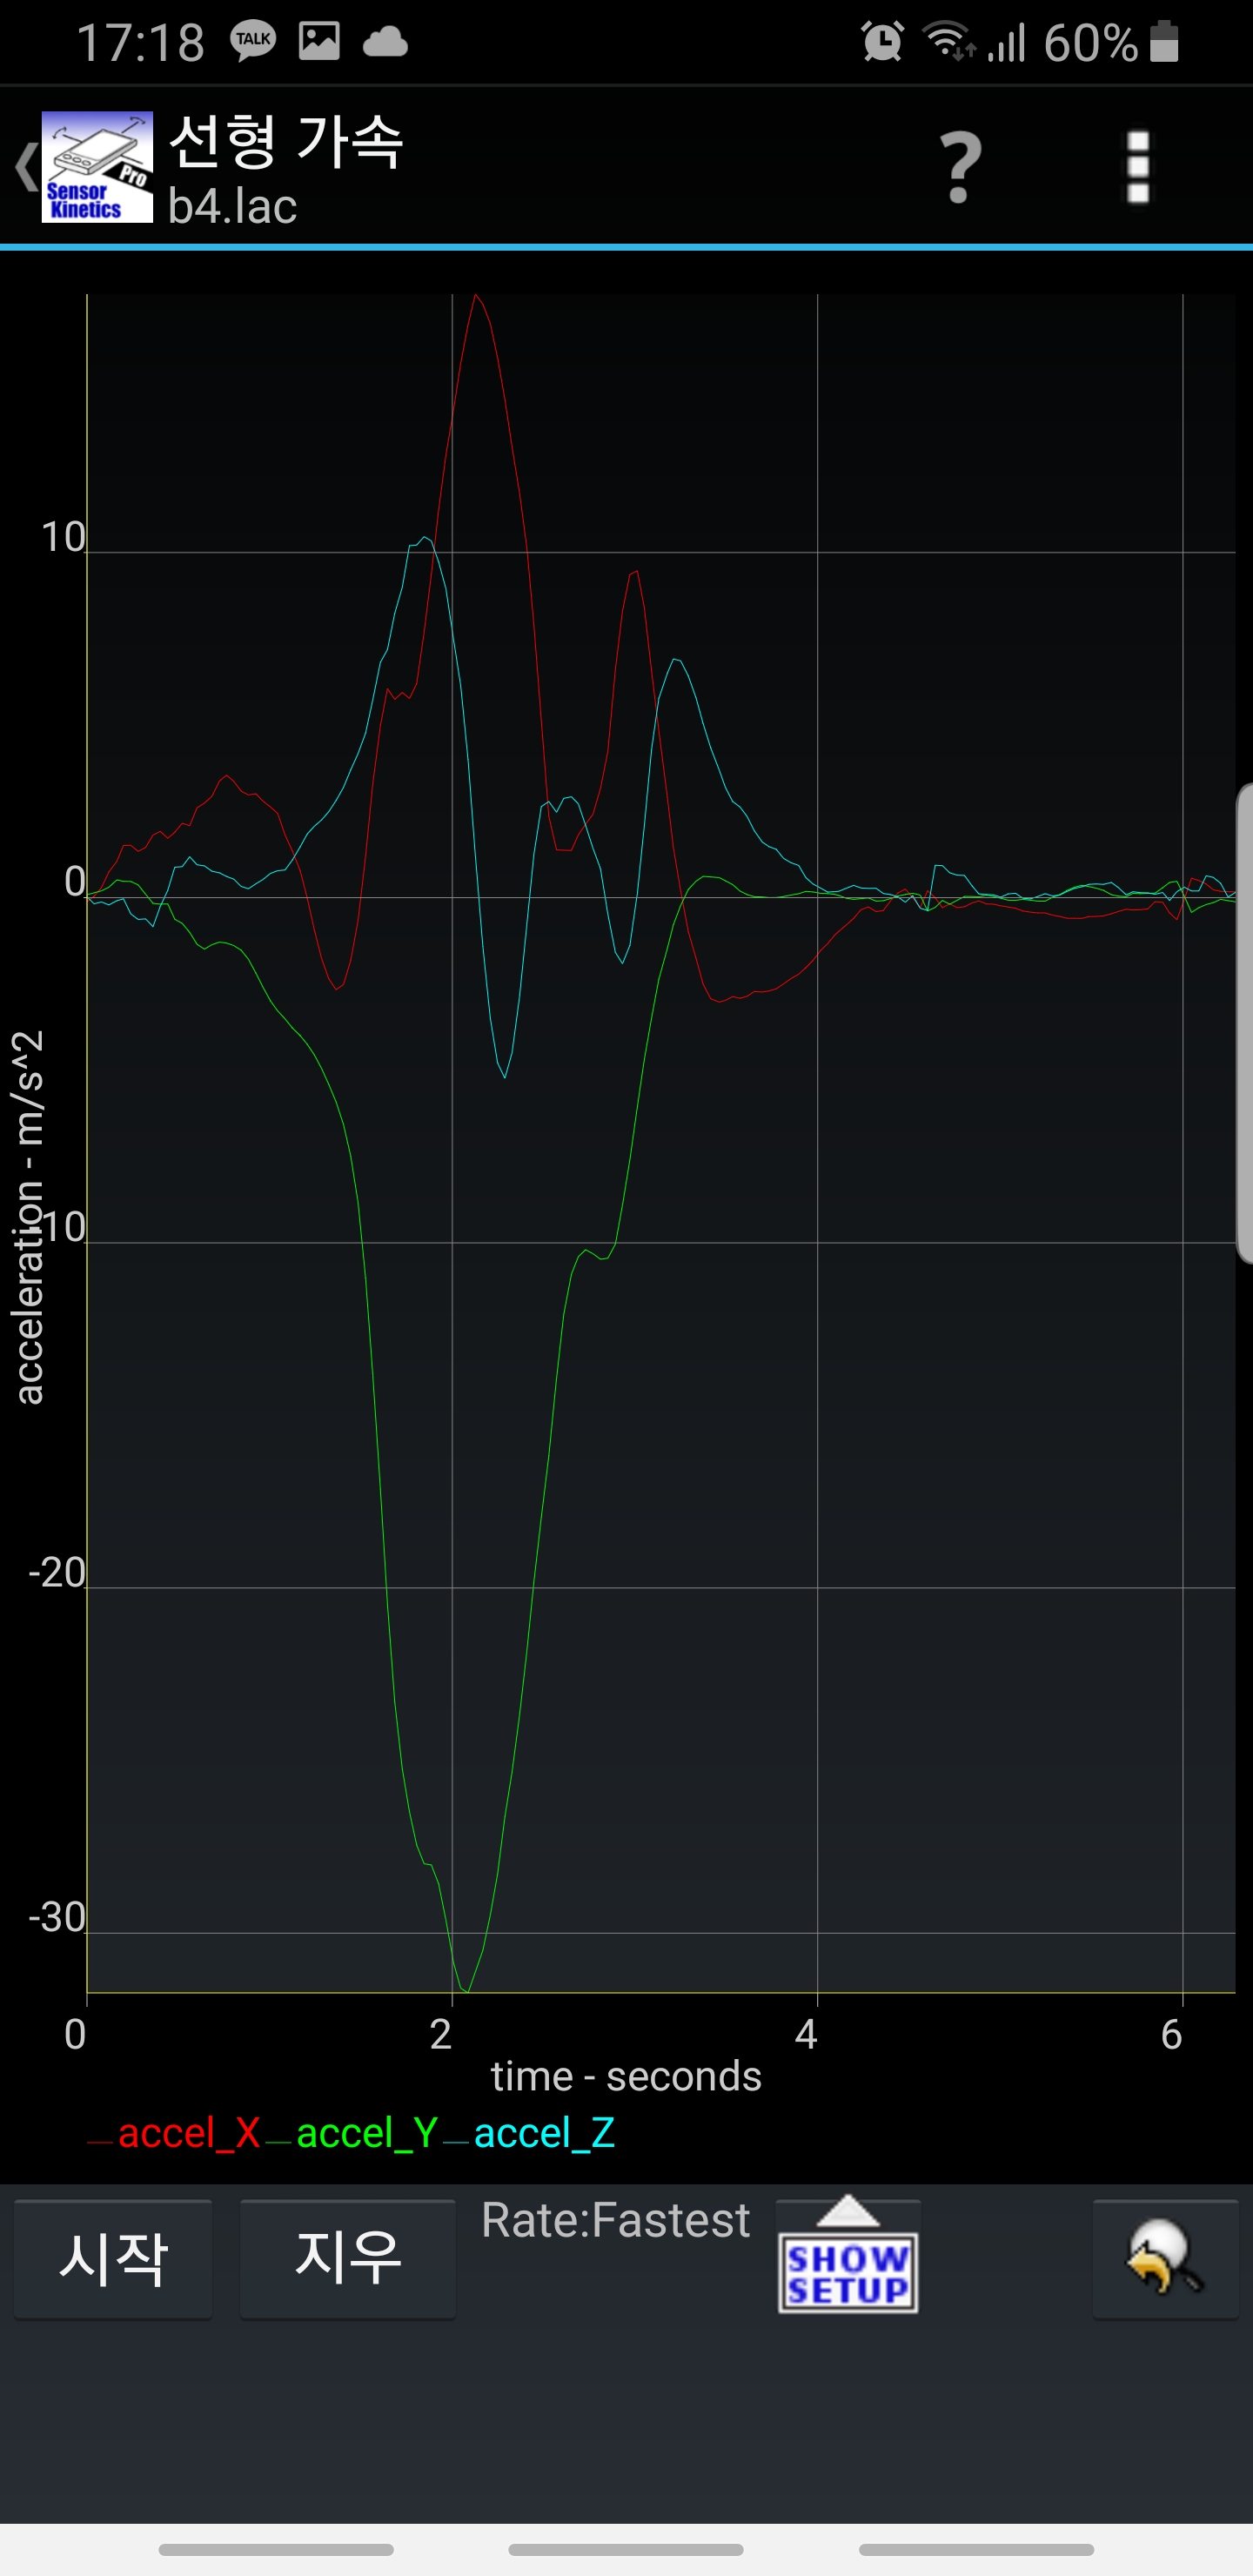 17:18 TALK 60%
선형 가속
b4.lac
Sensor
Kinetics
Pro
?
10
0
-10
-20
-30
acceleration - m/s^2
0 2 4 6
time - seconds
accel_X accel_Y accel_Z
시작 지우 Rate:Fastest
SHOW
SETUP